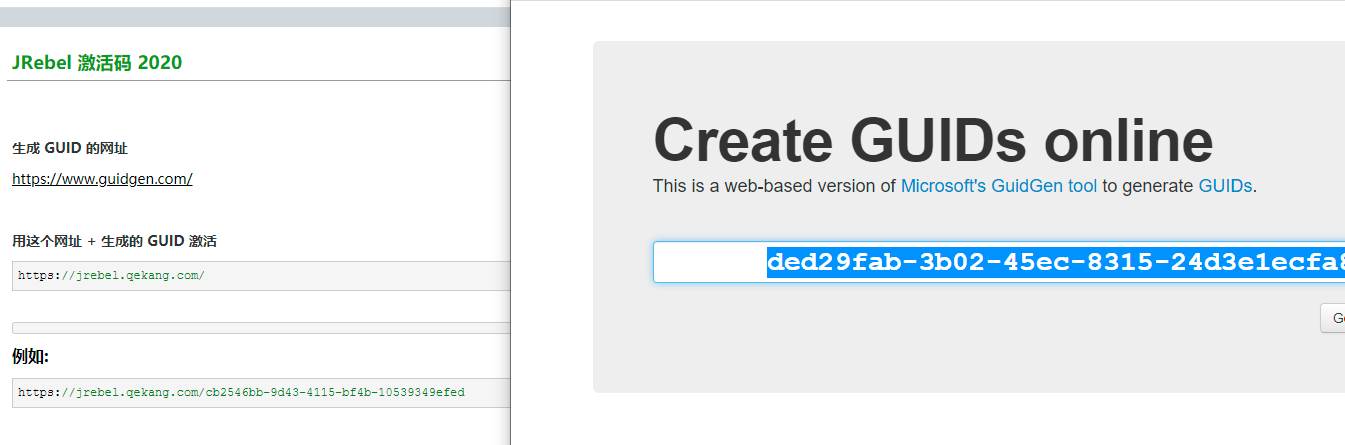 JRebel 激活码 2020
生成 GUID 的网址
https://www.guidgen.com/
用这个网址 + 生成的 GUID 激活
https://jrebel.qekang.com/
例如:
https://jrebel.qekang.com/cb2546bb-9d43-4115-bf4b-10539349efed
Create GUIDs online
This is a web-based version of Microsoft's GuidGen tool to generate GUIDs.
ded29fab-3b02-45ec-8315-24d3e1ecfa8